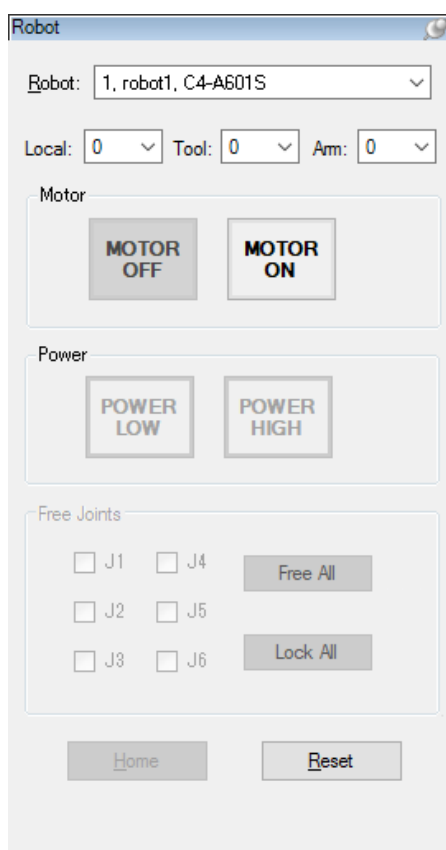 Robot
Robot: 1, robot1, C4-A601S
Local: 0 Tool: 0 Arm: 0
Motor
MOTOR OFF MOTOR ON
Power
POWER LOW POWER HIGH
Free Joints
J1 J4 Free All
J2 J5
J3 J6 Lock All
Home Reset